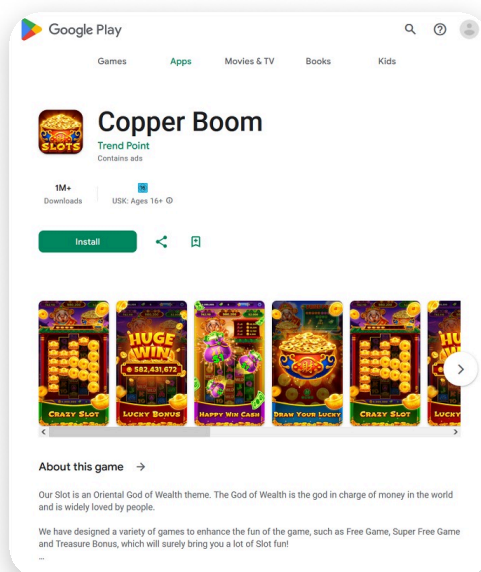 Google Play
Games Apps Movies & TV Books Kids
Copper Boom
SLOTS
Trend Point
Contains ads
1M+
16
Downloads
USK: Ages 16+
Install
HUGE
WIN
582,431,672
CRAZY SLOT
LUCKY BONUS
HAPPY WIN CASH
DRAW YOUR LUCKY
CRAZY SLOT
About this game
Our Slot is an Oriental God of Wealth theme. The God of Wealth is the god in charge of money in the world
and is widely loved by people.
We have designed a variety of games to enhance the fun of the game, such as Free Game, Super Free Game
and Treasure Bonus, which will surely bring you a lot of Slot fun!
...